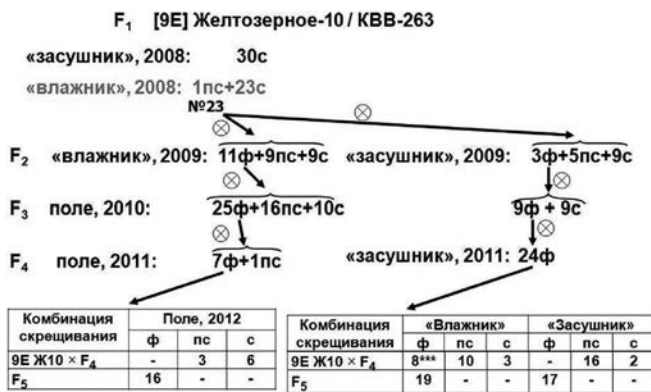 F1 [9E] Желтозерное-10 / КВВ-263
«засушник», 2008: 30с
«влажник», 2008: 1пс+23с
№23
F2 «влажник», 2009: 11ф+9пс+9с «засушник», 2009: 3ф+5пс+9с
F3 поле, 2010: 25ф+16пс+10с 9ф + 9с
F4 поле, 2011: 7ф+1пс «засушник», 2011: 24ф
Комбинация скрещивания Поле, 2012
ф пс с
9Е Ж10 × F4 - 3 6
F5 16 - -
Комбинация скрещивания «Влажник» «Засушник»
ф пс с ф пс с
9Е Ж10 × F4 8*** 10 3 - 16 2
F5 19 - - 17 - -